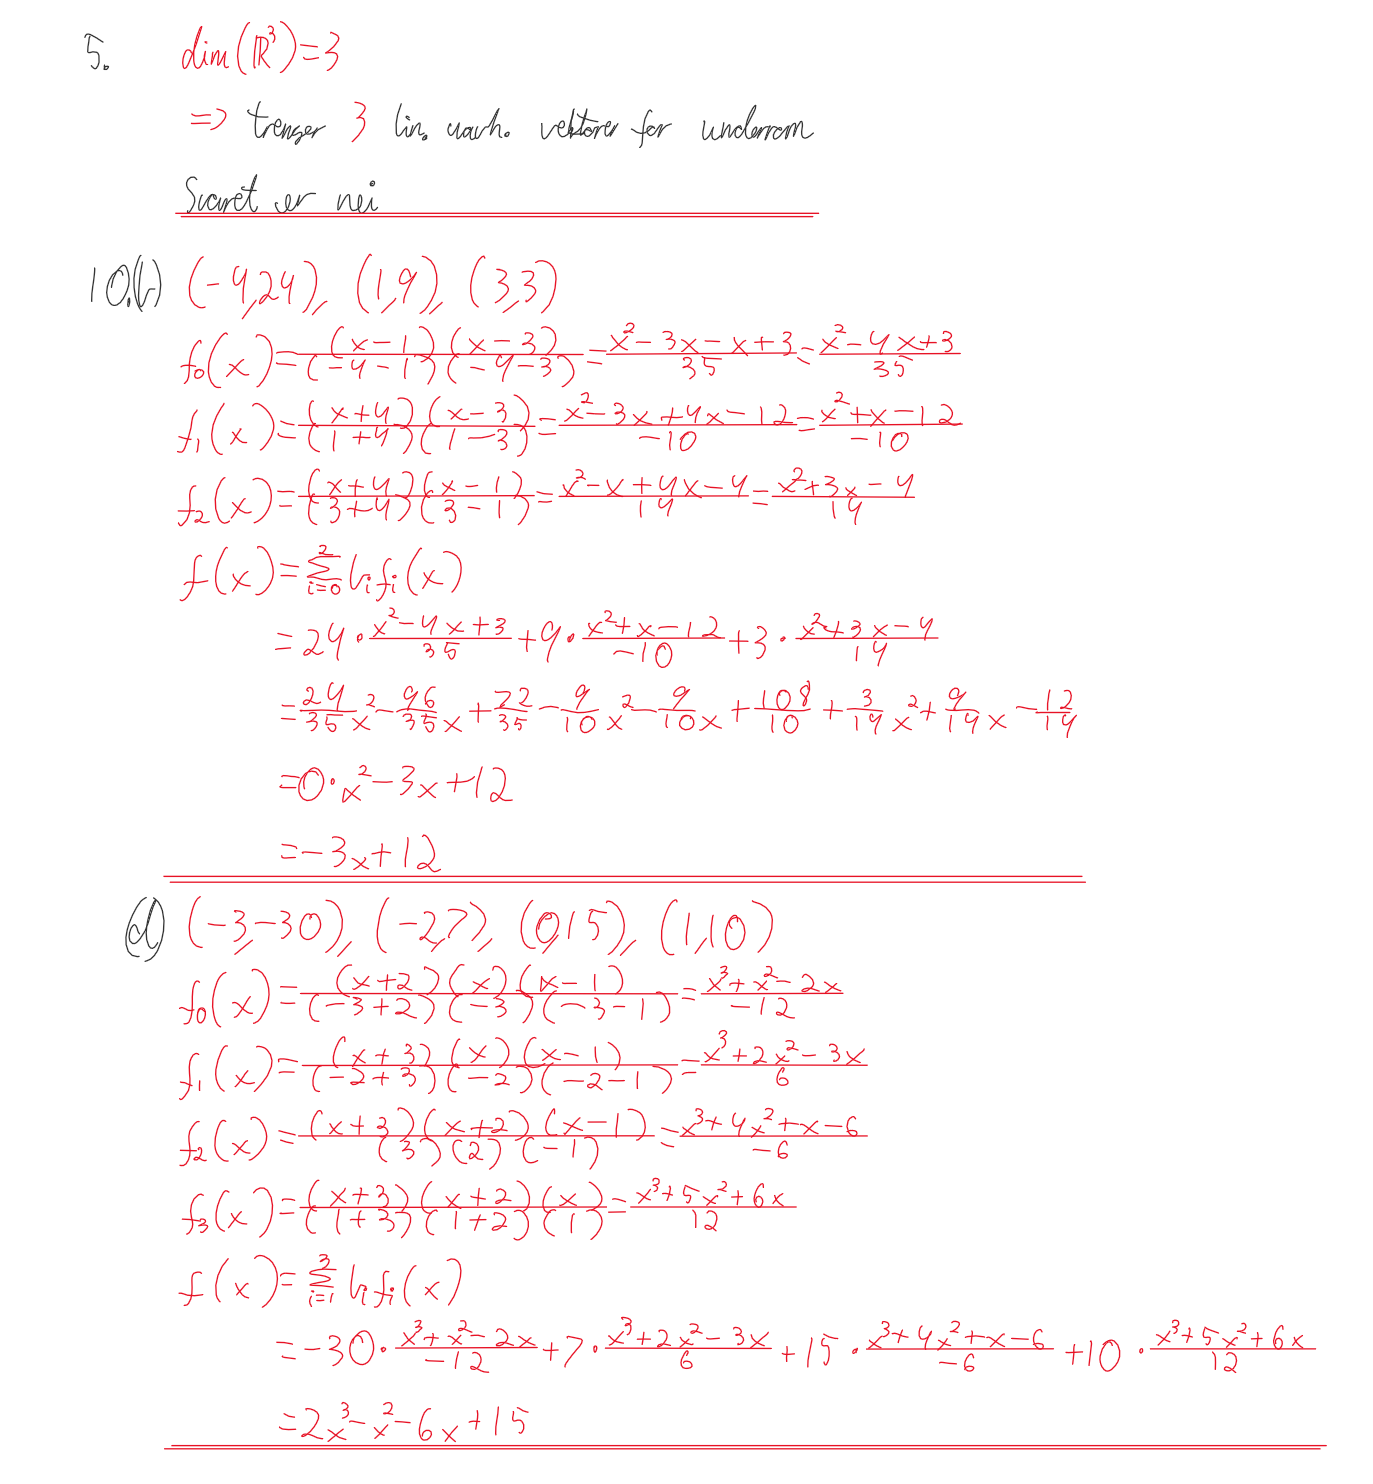 5. dim(ℝ³)=3
=> trenger 3 lin. uavh. vektorer for underrom
Svaret er nei
10.(b) (-4,24), (1,9), (3,3)
f₀(x)=((x-1)(x-3))/((-4-1)(-4-3))=(x²-3x-x+3)/35=(x²-4x+3)/35
f₁(x)=((x+4)(x-3))/((1+4)(1-3))=(x²-3x+4x-12)/-10=(x²+x-12)/-10
f₂(x)=((x+4)(x-1))/((3+4)(3-1))=(x²-x+4x-4)/14=(x²+3x-4)/14
f(x)=∑_{i=0}^{2} bᵢfᵢ(x)
=24·(x²-4x+3)/35+9·(x²+x-12)/-10+3·(x²+3x-4)/14
=24/35 x²-96/35 x+72/35-9/10 x²-9/10 x+108/10+3/14 x²+9/14 x-12/14
=0·x²-3x+12
=-3x+12
(d) (-3,-30), (-2,7), (0,15), (1,10)
f₀(x)=((x+2)(x)(x-1))/((-3+2)(-3)(-3-1))=(x³+x²-2x)/-12
f₁(x)=((x+3)(x)(x-1))/((-2+3)(-2)(-2-1))=(x³+2x²-3x)/6
f₂(x)=((x+3)(x+2)(x-1))/((3)(2)(-1))=(x³+4x²+x-6)/-6
f₃(x)=((x+3)(x+2)(x))/((1+3)(1+2)(1))=(x³+5x²+6x)/12
f(x)=∑_{i=1}^{3} bᵢfᵢ(x)
=-30·(x³+x²-2x)/-12+7·(x³+2x²-3x)/6+15·(x³+4x²+x-6)/-6+10·(x³+5x²+6x)/12
=2x³-x²-6x+15